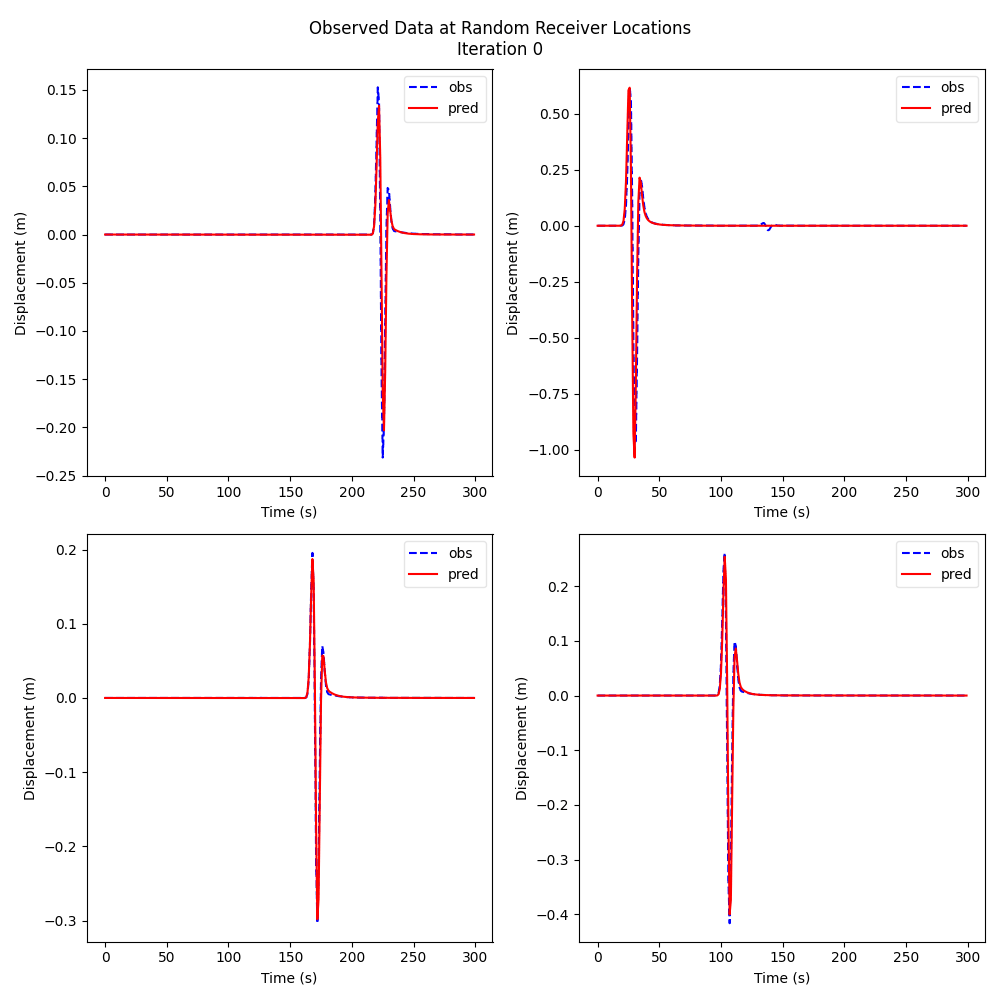 Observed Data at Random Receiver Locations
Iteration 0
0.15
0.10
0.05
0.00
−0.05
−0.10
−0.15
−0.20
−0.25
Displacement (m)
0 50 100 150 200 250 300
Time (s)
obs
pred
0.50
0.25
0.00
−0.25
−0.50
−0.75
−1.00
Displacement (m)
0 50 100 150 200 250 300
Time (s)
obs
pred
0.2
0.1
0.0
−0.1
−0.2
−0.3
Displacement (m)
0 50 100 150 200 250 300
Time (s)
obs
pred
0.2
0.1
0.0
−0.1
−0.2
−0.3
−0.4
Displacement (m)
0 50 100 150 200 250 300
Time (s)
obs
pred